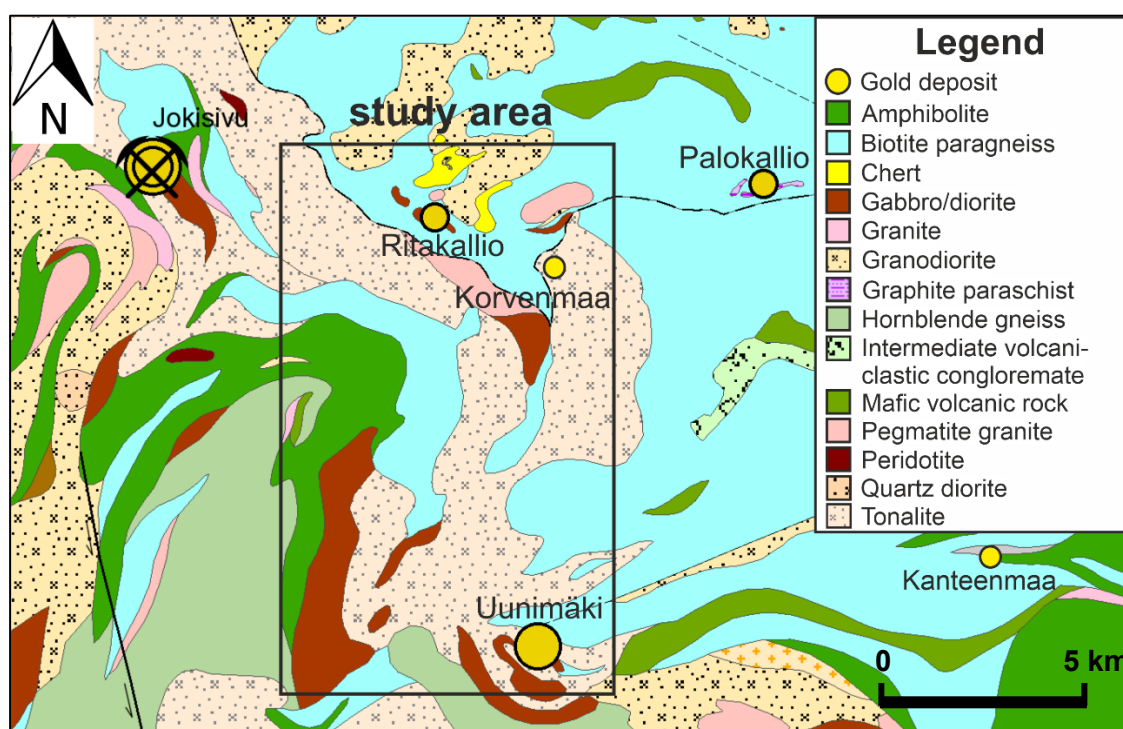 N
Jokisivu
study area
Palokallio
Ritakallio
Korvenmaa
Uunimäki
Kanteenmaa
0 5 km
Legend
Gold deposit
Amphibolite
Biotite paragneiss
Chert
Gabbro/diorite
Granite
Granodiorite
Graphite paraschist
Hornblende gneiss
Intermediate volcani-
clastic congloremate
Mafic volcanic rock
Pegmatite granite
Peridotite
Quartz diorite
Tonalite